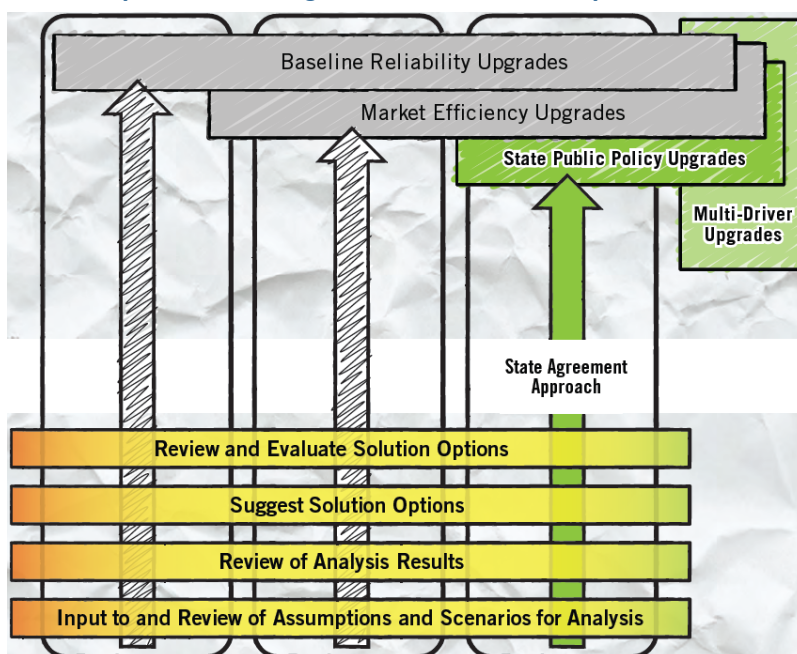 Baseline Reliability Upgrades
Market Efficiency Upgrades
State Public Policy Upgrades
Multi-Driver
Upgrades
State Agreement
Approach
Review and Evaluate Solution Options
Suggest Solution Options
Review of Analysis Results
Input to and Review of Assumptions and Scenarios for Analysis